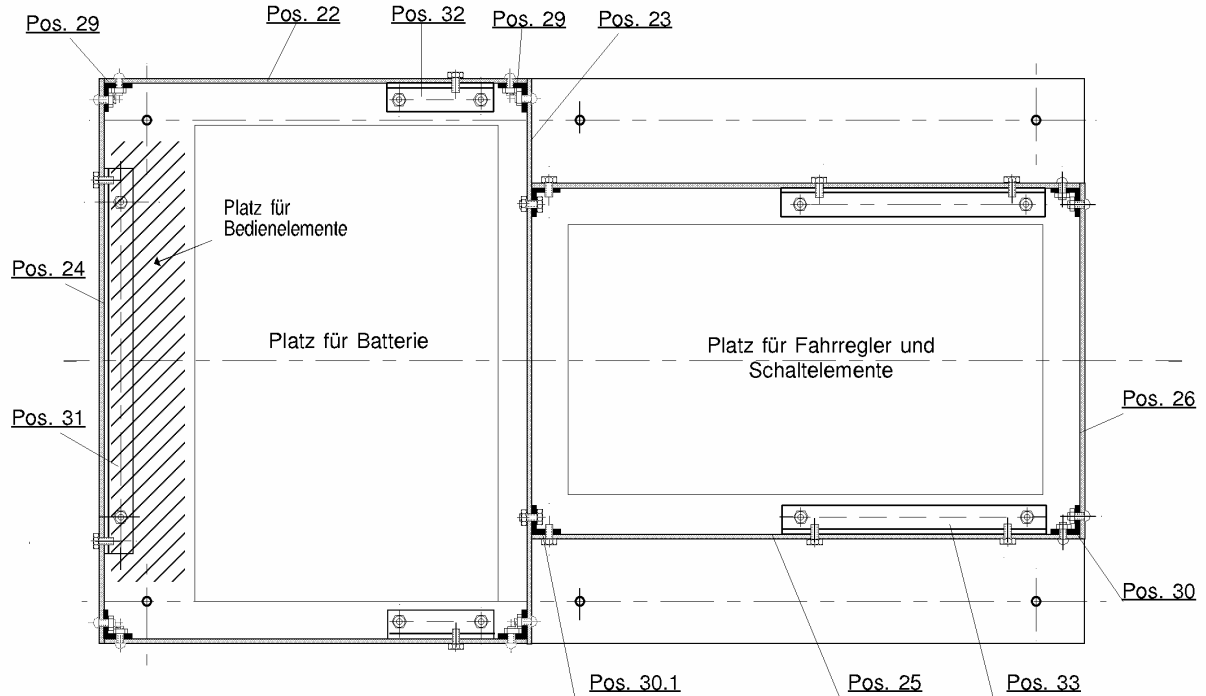 Pos. 29
Pos. 22
Pos. 32
Pos. 29
Pos. 23
Platz für
Bedienelemente
Pos. 24
Platz für Batterie
Platz für Fahrregler und
Schaltelemente
Pos. 26
Pos. 31
Pos. 30
Pos. 30.1
Pos. 25
Pos. 33